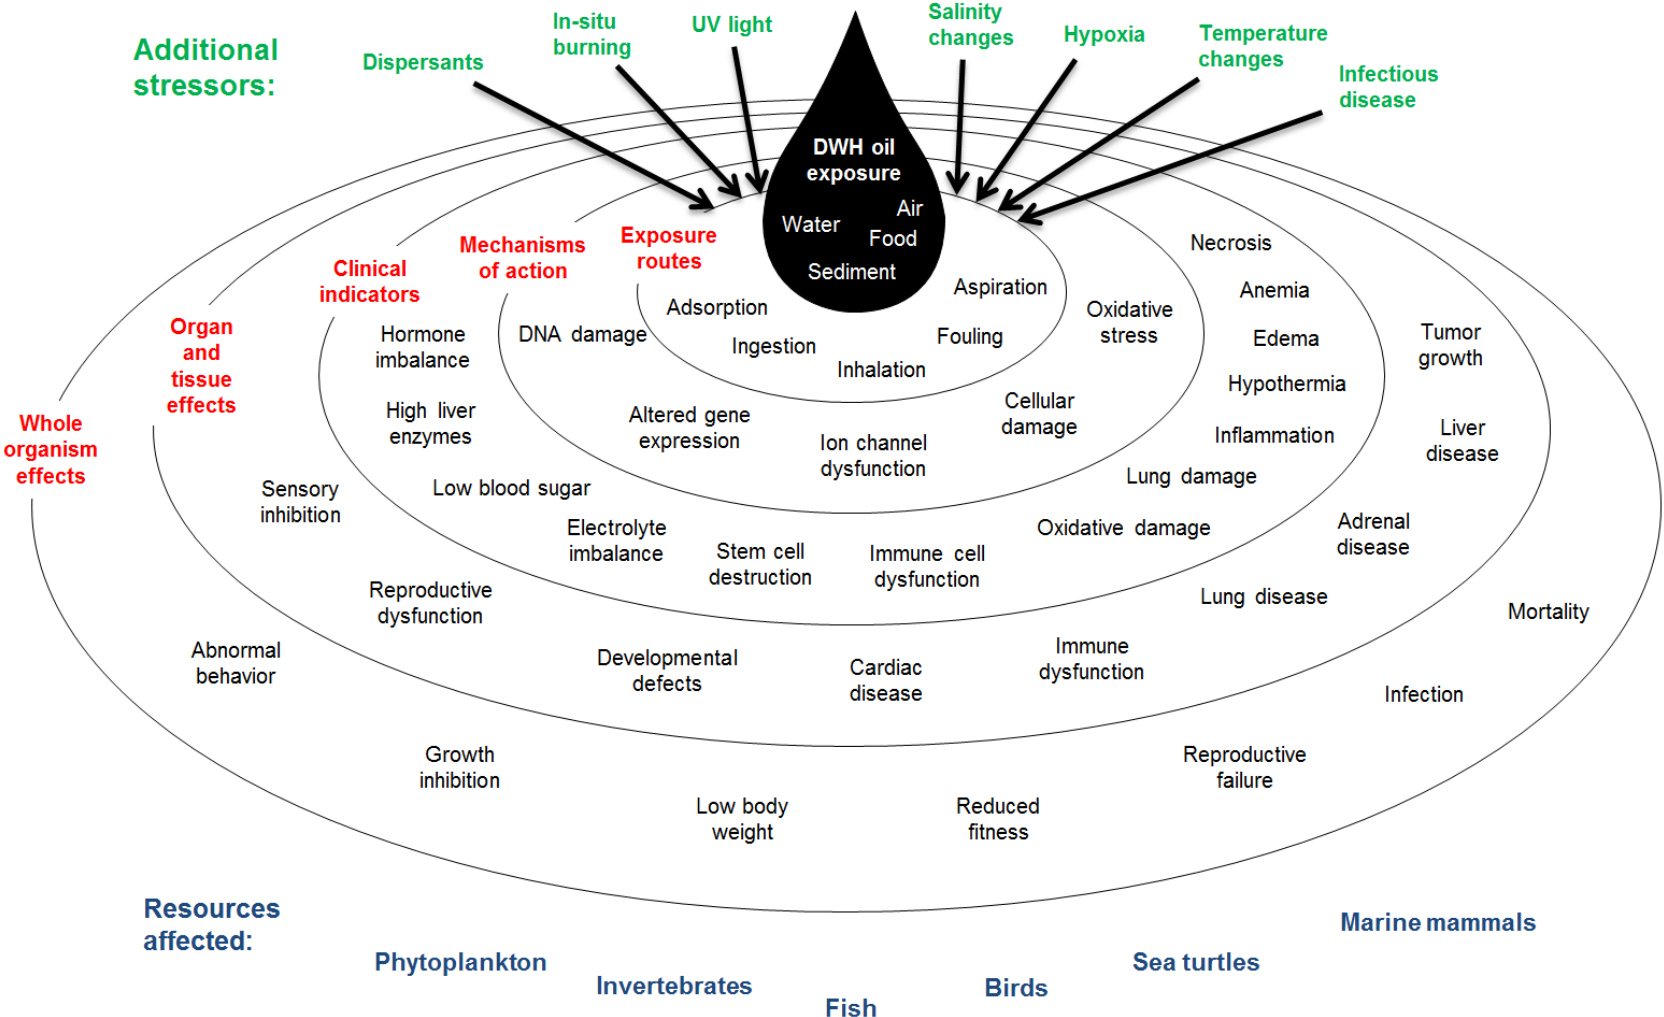 Additional
stressors:
Dispersants
In-situ
burning
UV light
Salinity
changes
Hypoxia
Temperature
changes
Infectious
disease
DWH oil
exposure
Water
Air
Food
Sediment
Exposure
routes
Adsorption
Ingestion
Inhalation
Fouling
Aspiration
Mechanisms
of action
DNA damage
Altered gene
expression
Ion channel
dysfunction
Cellular
damage
Oxidative
stress
Clinical
indicators
Hormone
imbalance
High liver
enzymes
Low blood sugar
Electrolyte
imbalance
Stem cell
destruction
Immune cell
dysfunction
Oxidative damage
Lung damage
Inflammation
Hypothermia
Edema
Anemia
Necrosis
Organ
and
tissue
effects
Sensory
inhibition
Reproductive
dysfunction
Developmental
defects
Cardiac
disease
Immune
dysfunction
Lung disease
Adrenal
disease
Liver
disease
Tumor
growth
Whole
organism
effects
Abnormal
behavior
Growth
inhibition
Low body
weight
Reduced
fitness
Reproductive
failure
Infection
Mortality
Resources
affected:
Phytoplankton
Invertebrates
Fish
Birds
Sea turtles
Marine mammals